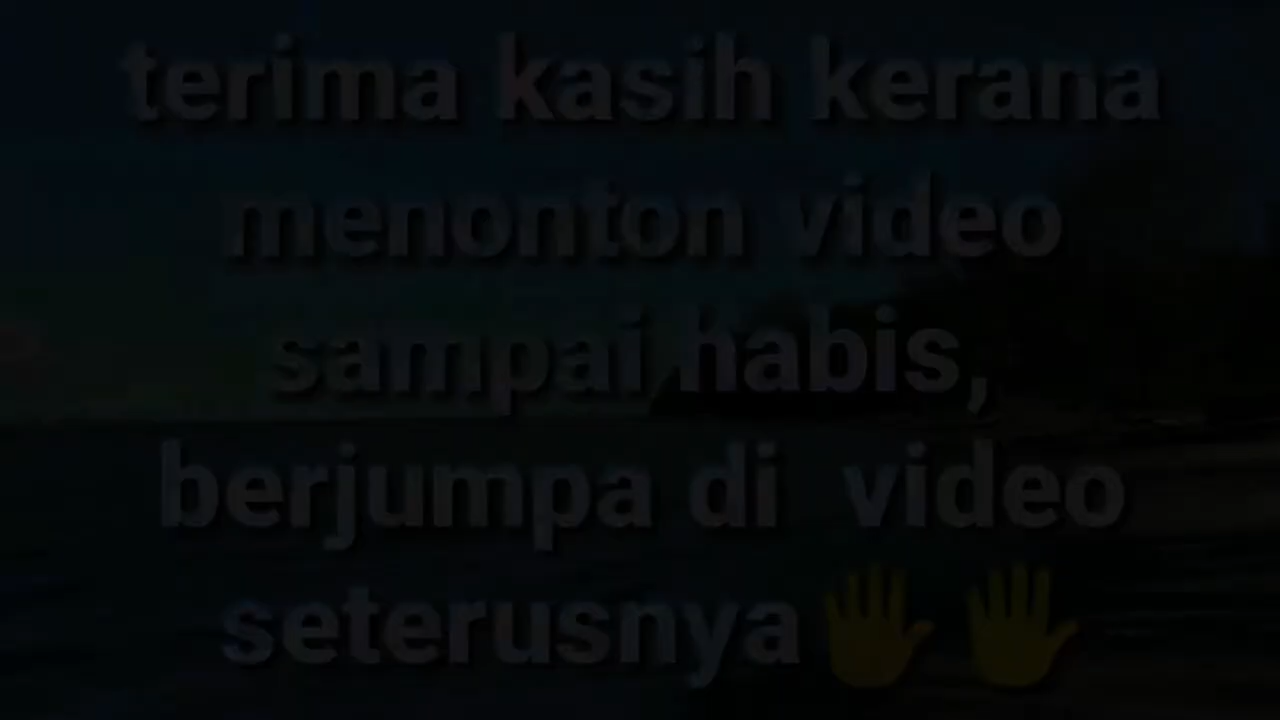 terima kasih kerana
menonton video
sampai habis,
berjumpa di video
seterusnya🖐🖐